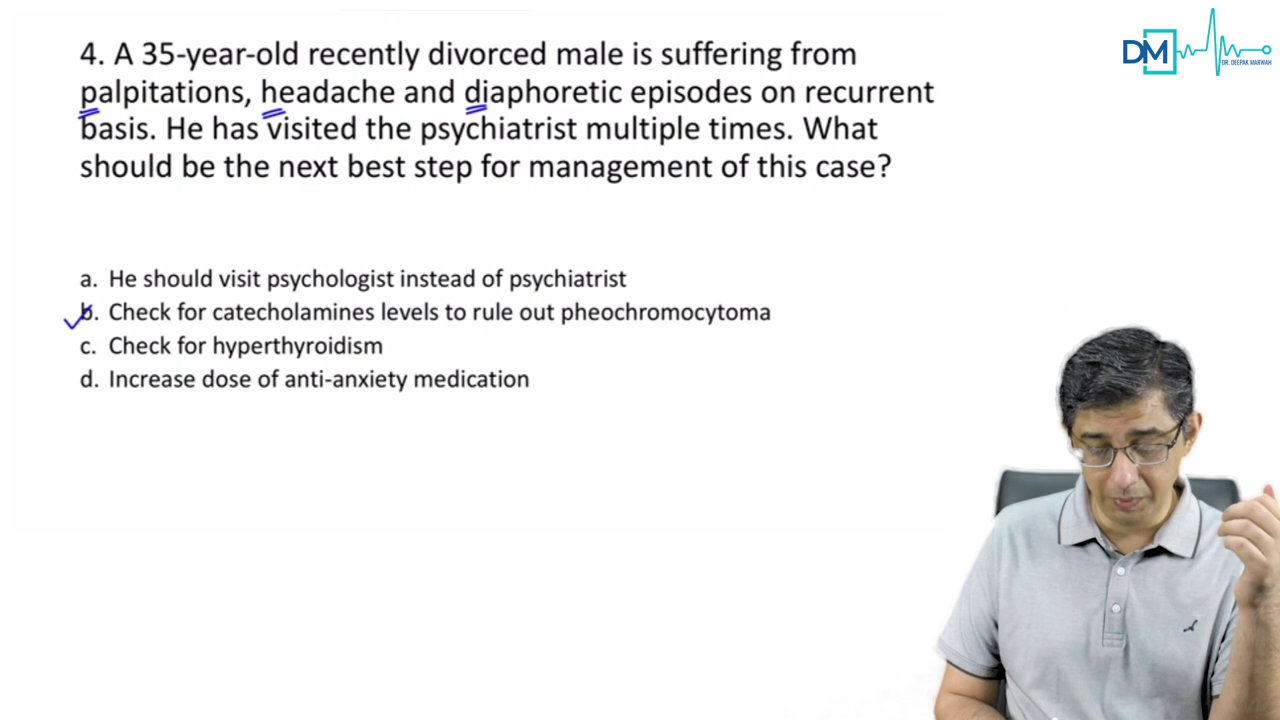 DM
DR. DEEPAK MARWAH
4. A 35-year-old recently divorced male is suffering from
palpitations, headache and diaphoretic episodes on recurrent
basis. He has visited the psychiatrist multiple times. What
should be the next best step for management of this case?
a. He should visit psychologist instead of psychiatrist
b. Check for catecholamines levels to rule out pheochromocytoma
c. Check for hyperthyroidism
d. Increase dose of anti-anxiety medication